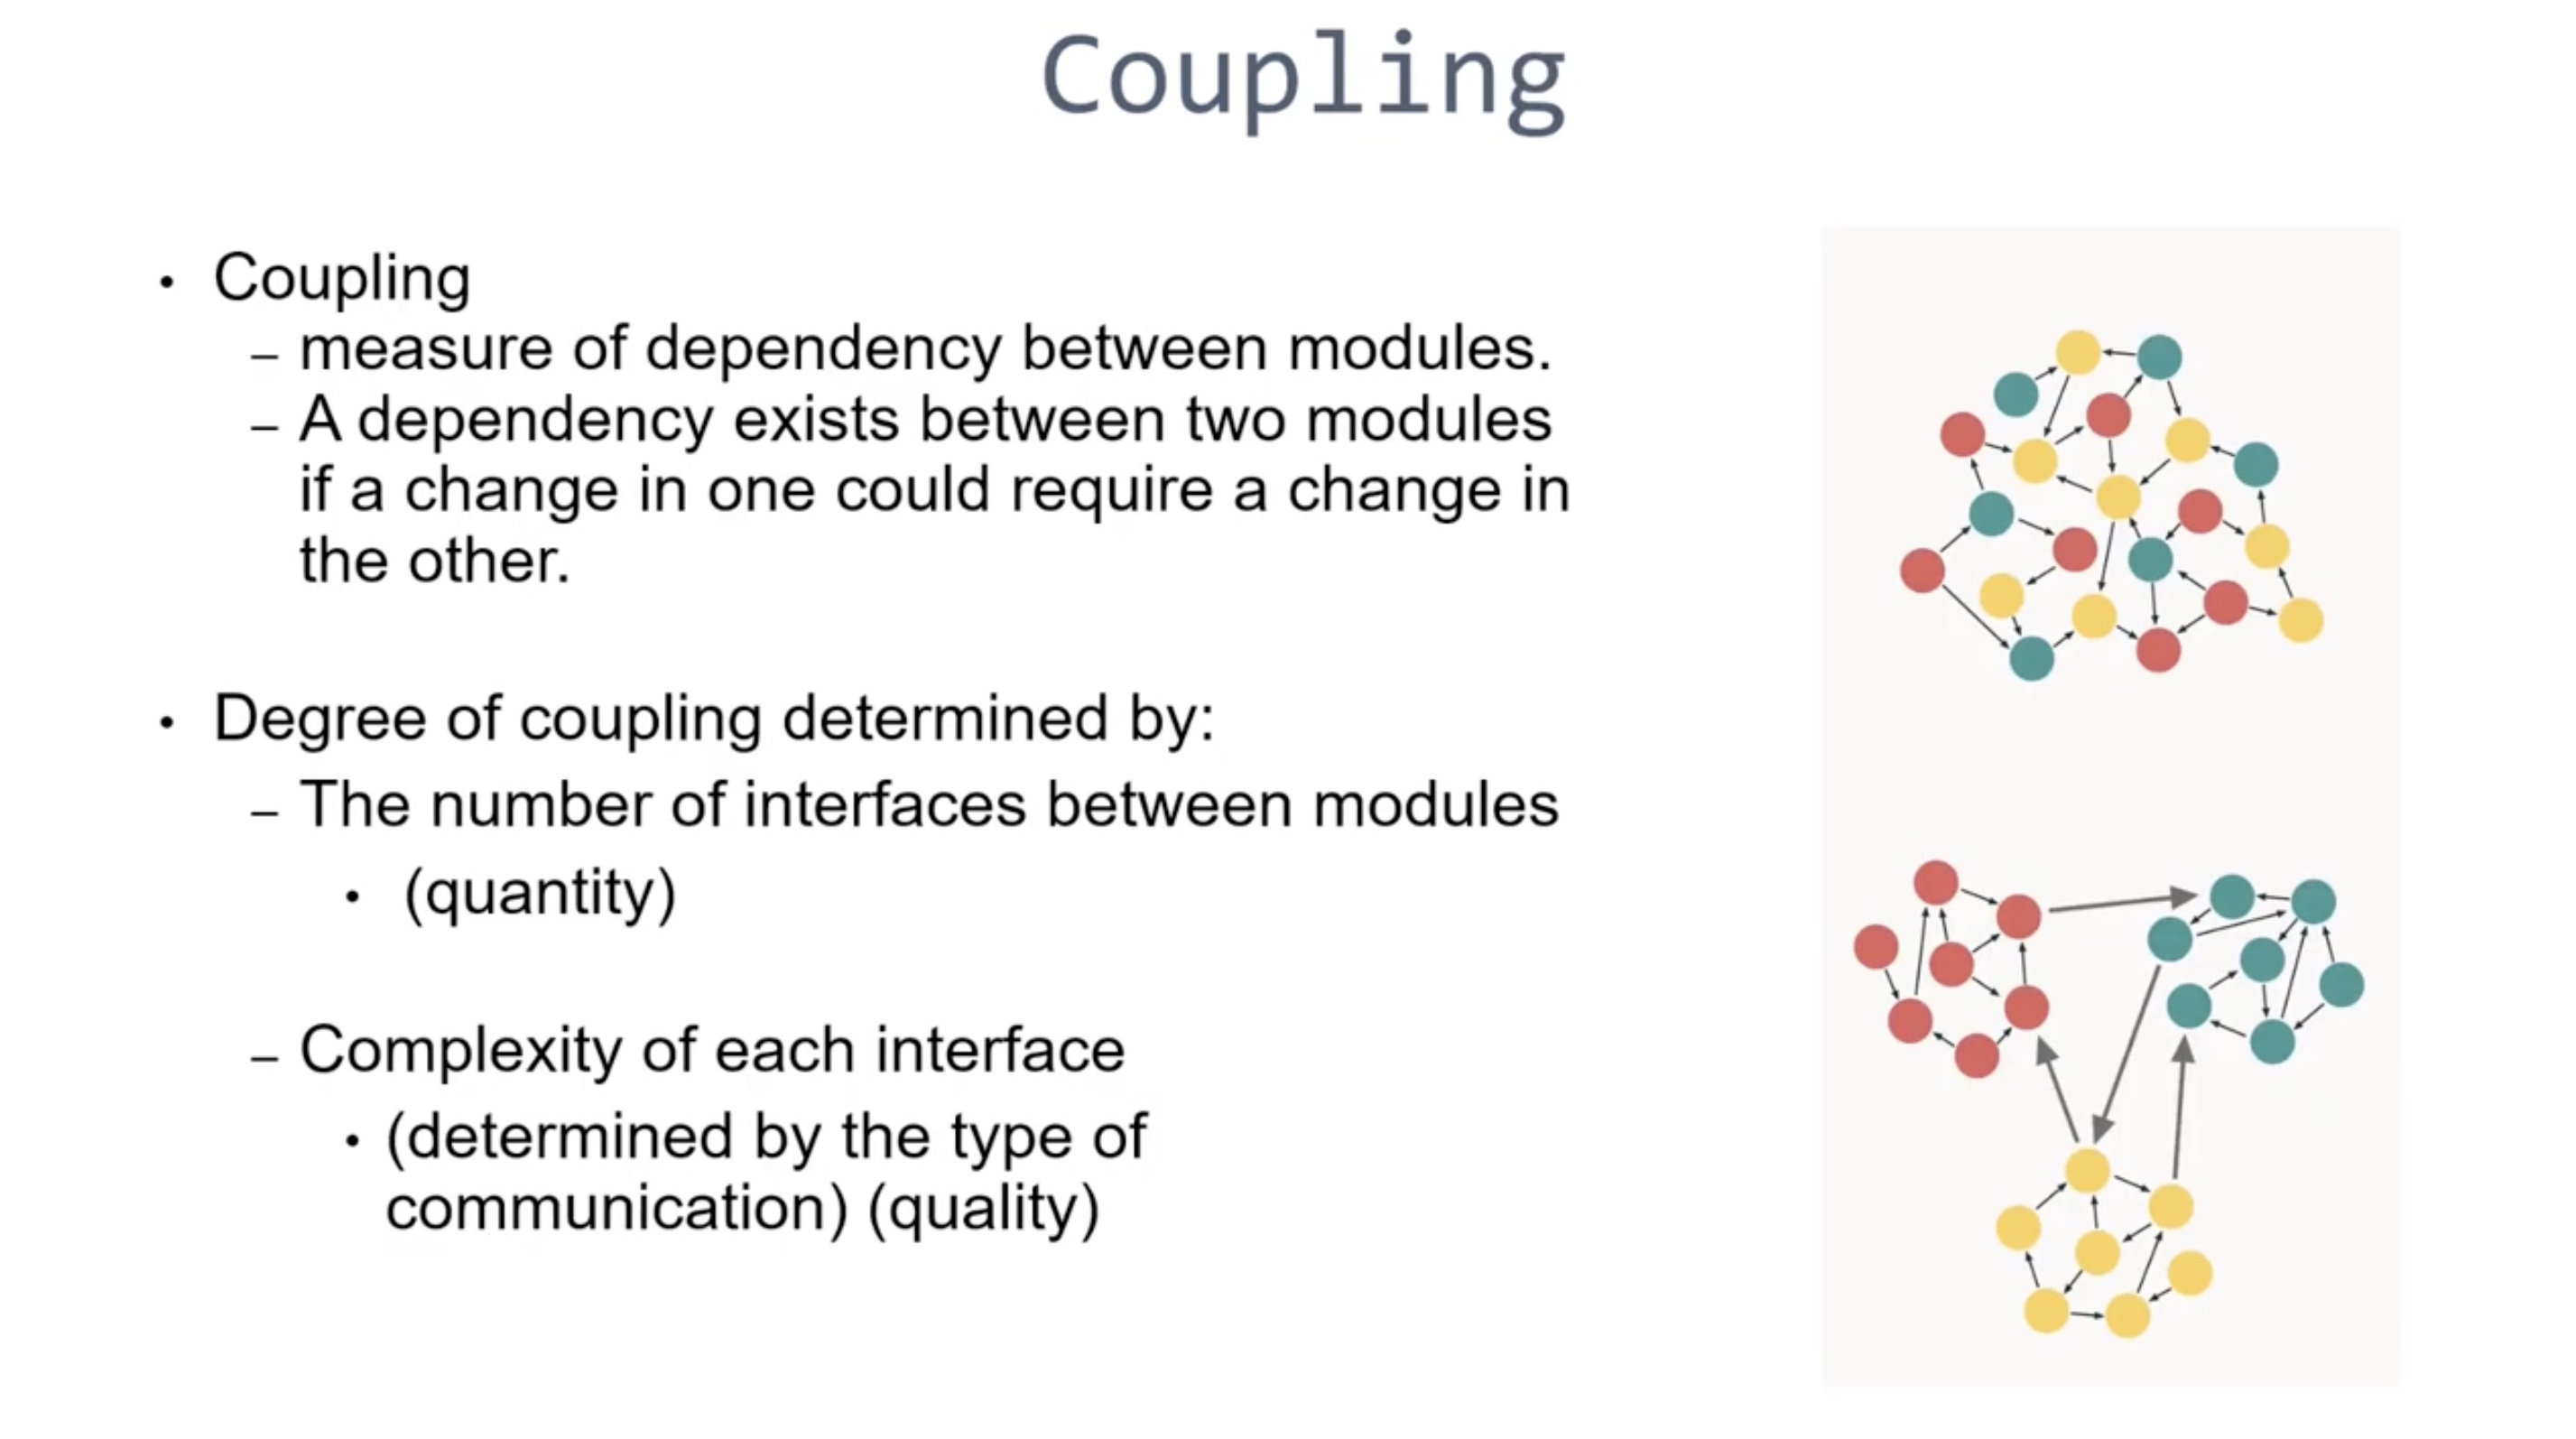 Coupling
• Coupling
– measure of dependency between modules.
– A dependency exists between two modules
if a change in one could require a change in
the other.
• Degree of coupling determined by:
– The number of interfaces between modules
• (quantity)
– Complexity of each interface
• (determined by the type of
communication) (quality)